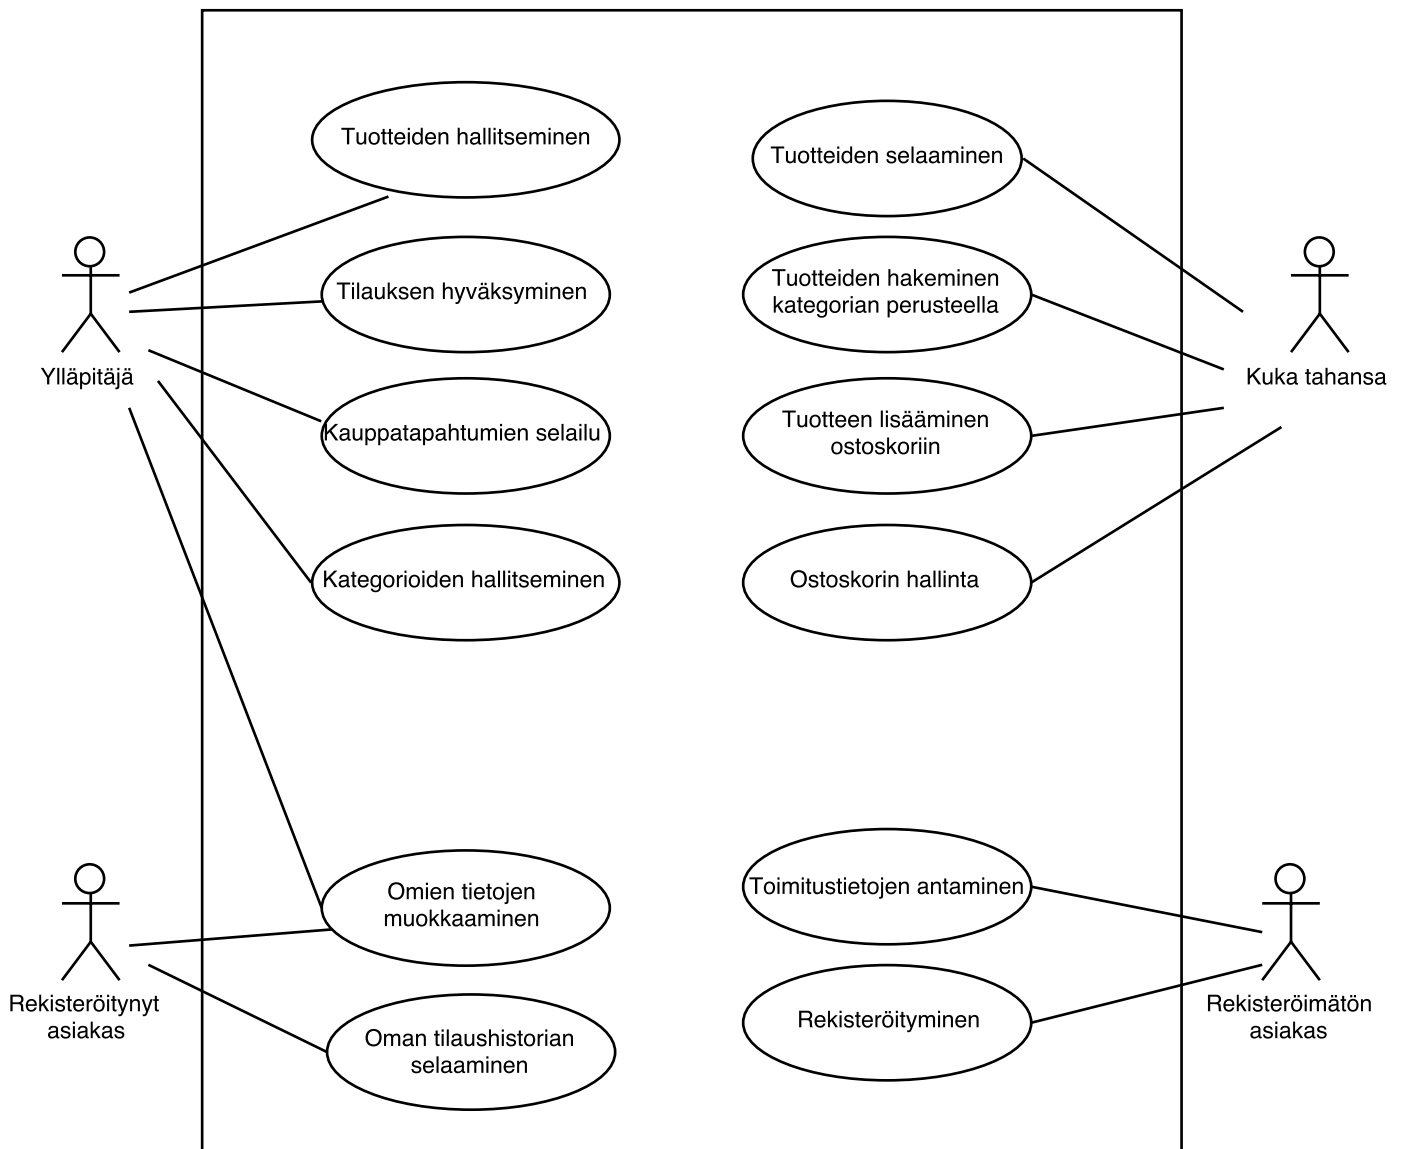 Tuotteiden hallitseminen
Tuotteiden selaaminen
Tilauksen hyväksyminen
Tuotteiden hakeminen
kategorian perusteella
Ylläpitäjä
Kuka tahansa
Kauppatapahtumien selailu
Tuotteen lisääminen
ostoskoriin
Kategorioiden hallitseminen
Ostoskorin hallinta
Omien tietojen
muokkaaminen
Toimitustietojen antaminen
Rekisteröitynyt
asiakas
Oman tilaushistorian
selaaminen
Rekisteröityminen
Rekisteröimätön
asiakas